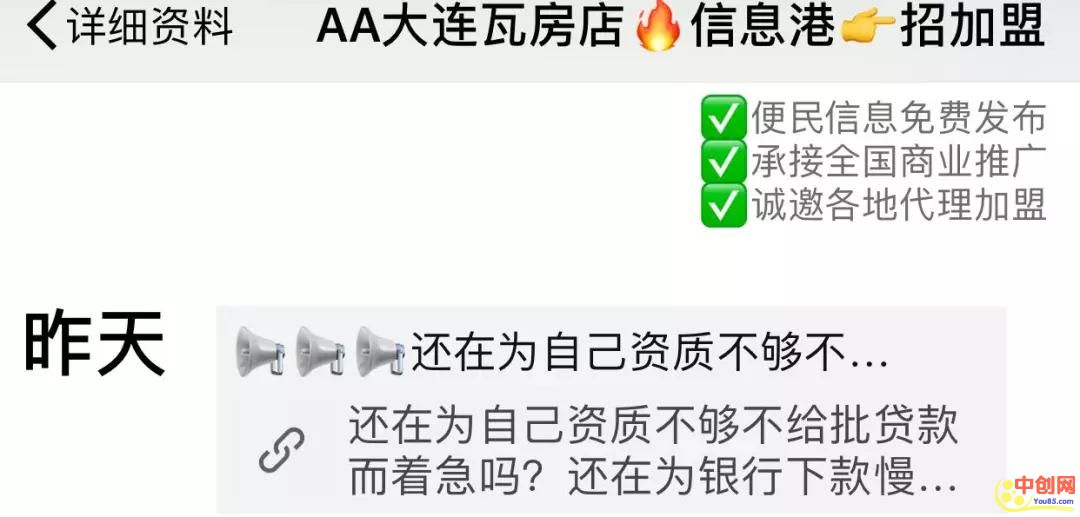 详细资料
AA大连瓦房店🔥信息港👉招加盟
✅便民信息免费发布
✅承接全国商业推广
✅诚邀各地代理加盟
昨天
📢📢📢还在为自己资质不够不...
还在为自己资质不够不给批贷款
而着急吗？还在为银行下款慢...
中创网
You85.com